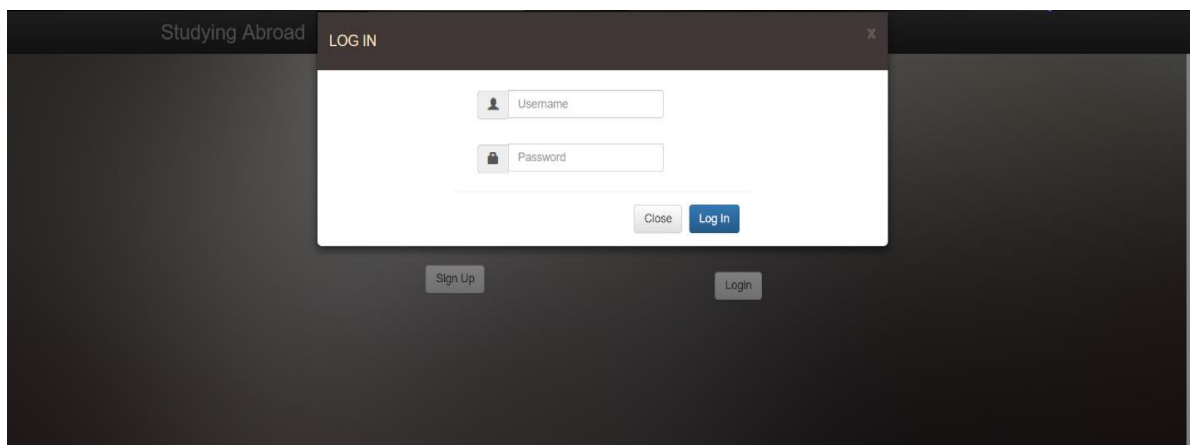 Studying Abroad
LOG IN
x
Username
Password
Close Log In
Sign Up
Login